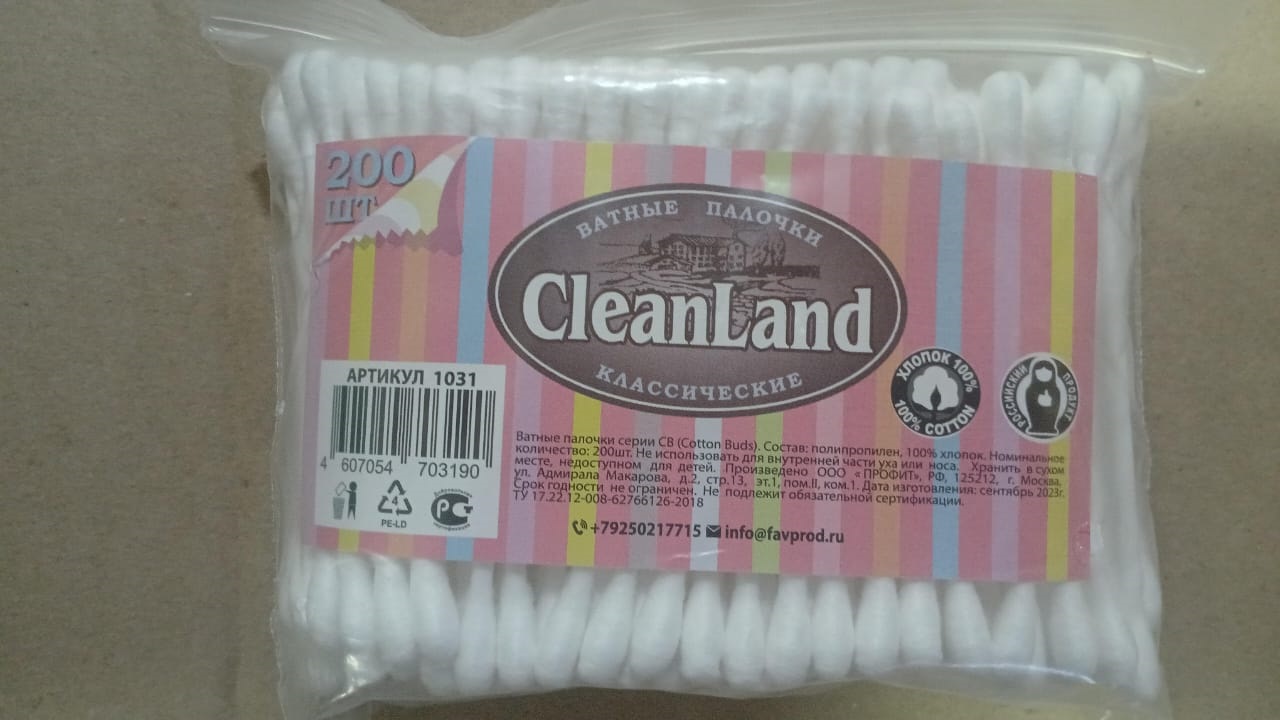 200
ШТ
ВАТНЫЕ ПАЛОЧКИ
CleanLand
КЛАССИЧЕСКИЕ
ХЛОПОК 100%
100% COTTON
РОССИЙСКИЙ ПРОДУКТ
АРТИКУЛ 1031
4 607054 703190
4
PE-LD
Добровольная
РС
сертификация
Ватные палочки серии СВ (Cotton Buds). Состав: полипропилен, 100% хлопок. Номинальное
количество: 200шт. Не использовать для внутренней части уха или носа. Хранить в сухом
месте, недоступном для детей. Произведено ООО «ПРОФИТ», РФ, 125212, г. Москва,
ул. Адмирала Макарова, д.2, стр.13, эт.1, пом.II, ком.1. Дата изготовления: сентябрь 2023г.
Срок годности не ограничен. Не подлежит обязательной сертификации.
ТУ 17.22.12-008-62766126-2018
+79250217715 info@favprod.ru